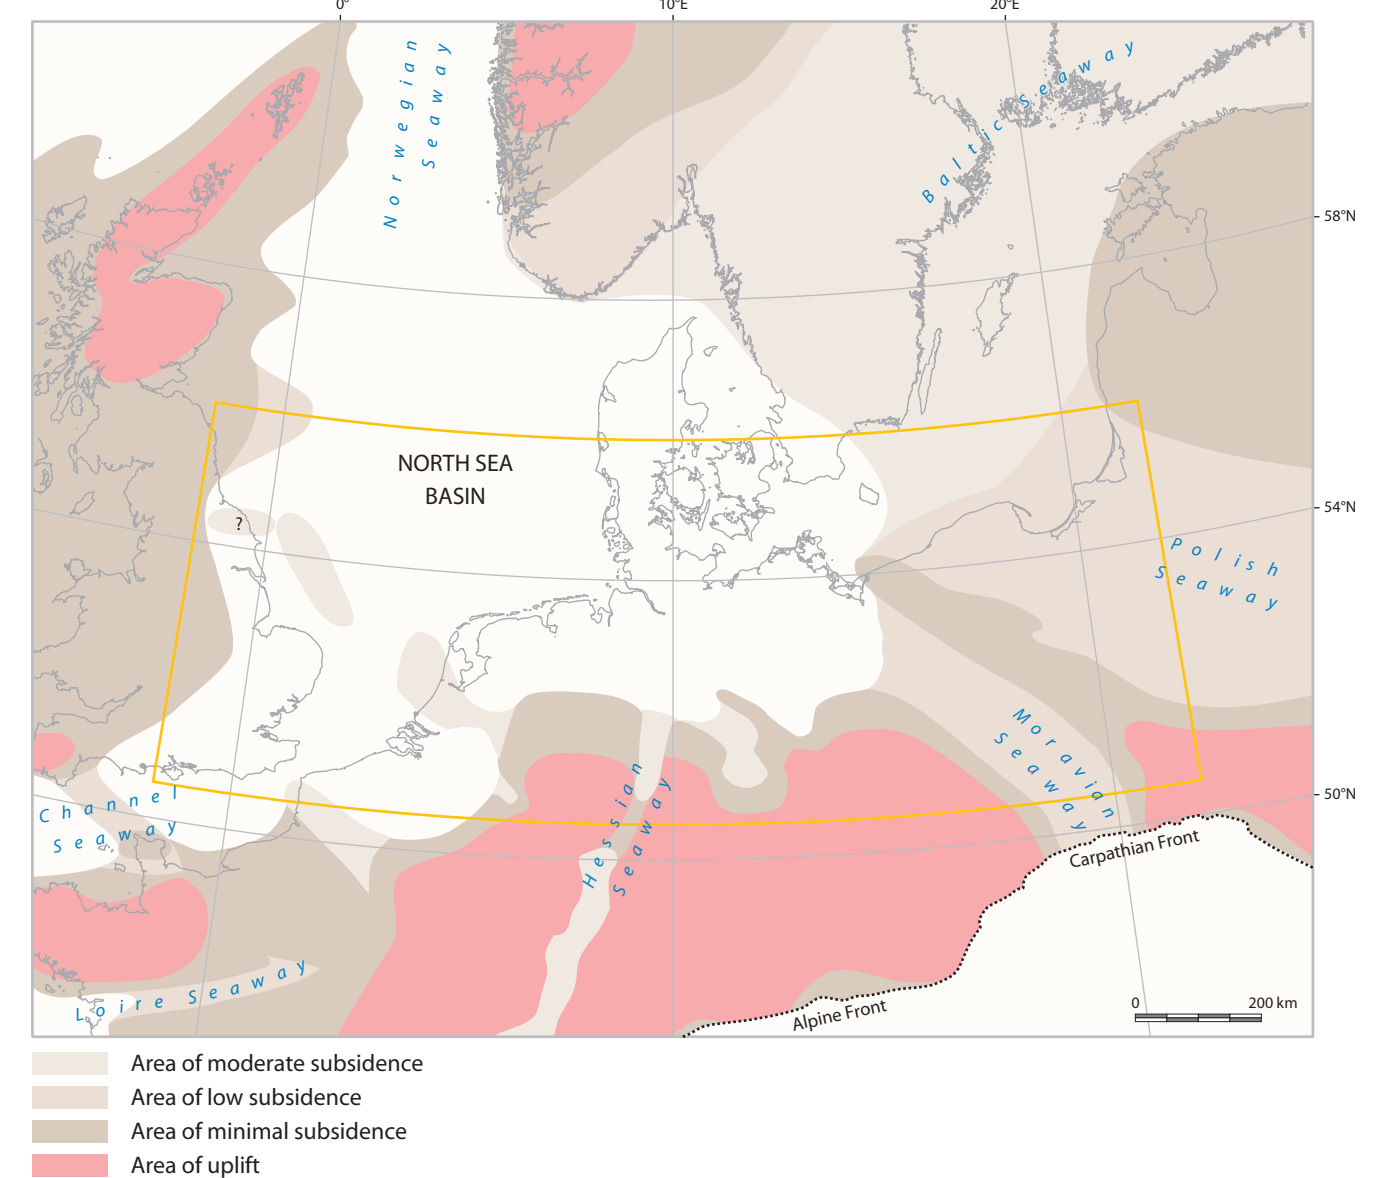 0°
10°E
20°E
Norwegian
Seaway
Baltic Seaway
58°N
NORTH SEA
BASIN
?
54°N
Polish
Seaway
Moravian
Seaway
Channel
Seaway
50°N
Hessian
Seaway
Carpathian Front
Loire Seaway
Alpine Front
0
200 km
Area of moderate subsidence
Area of low subsidence
Area of minimal subsidence
Area of uplift